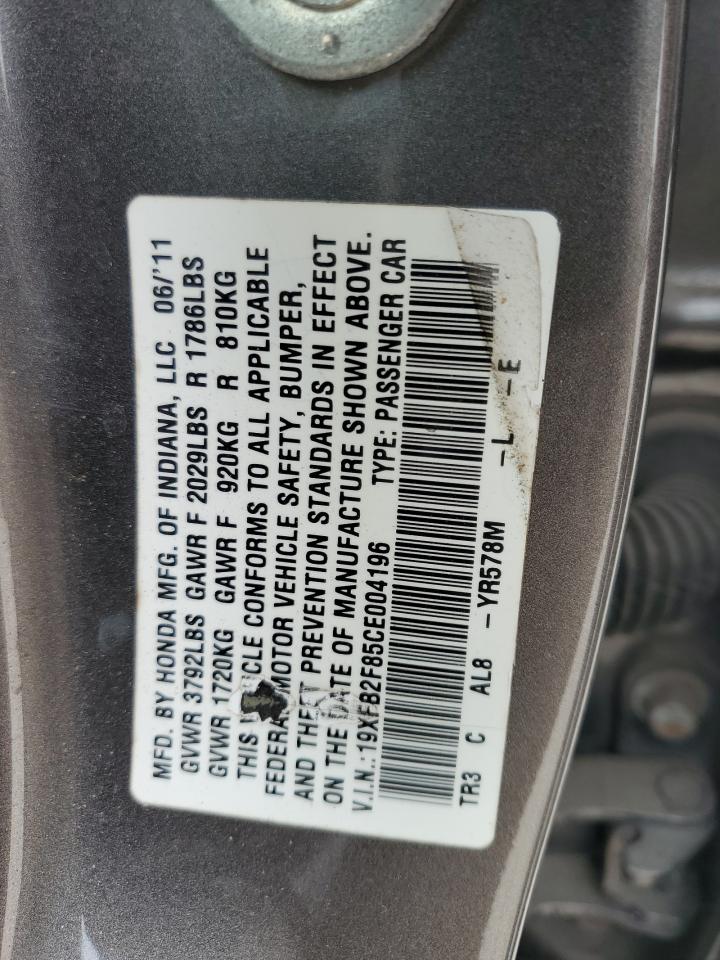 MFD. BY HONDA MFG. OF INDIANA, LLC 06/'11
GVWR 3792LBS GAWR F 2029LBS R 1786LBS
GVWR 1720KG GAWR F 920KG R 810KG
THIS CLE CONFORMS TO ALL APPLICABLE
FEDERA MOTOR VEHICLE SAFETY, BUMPER,
AND THEFT PREVENTION STANDARDS IN EFFECT
ON THE DATE OF MANUFACTURE SHOWN ABOVE.
V.I.N.:19XFB2F85CE004196 TYPE: PASSENGER CAR
TR3 C AL8 -YR578M -L -E